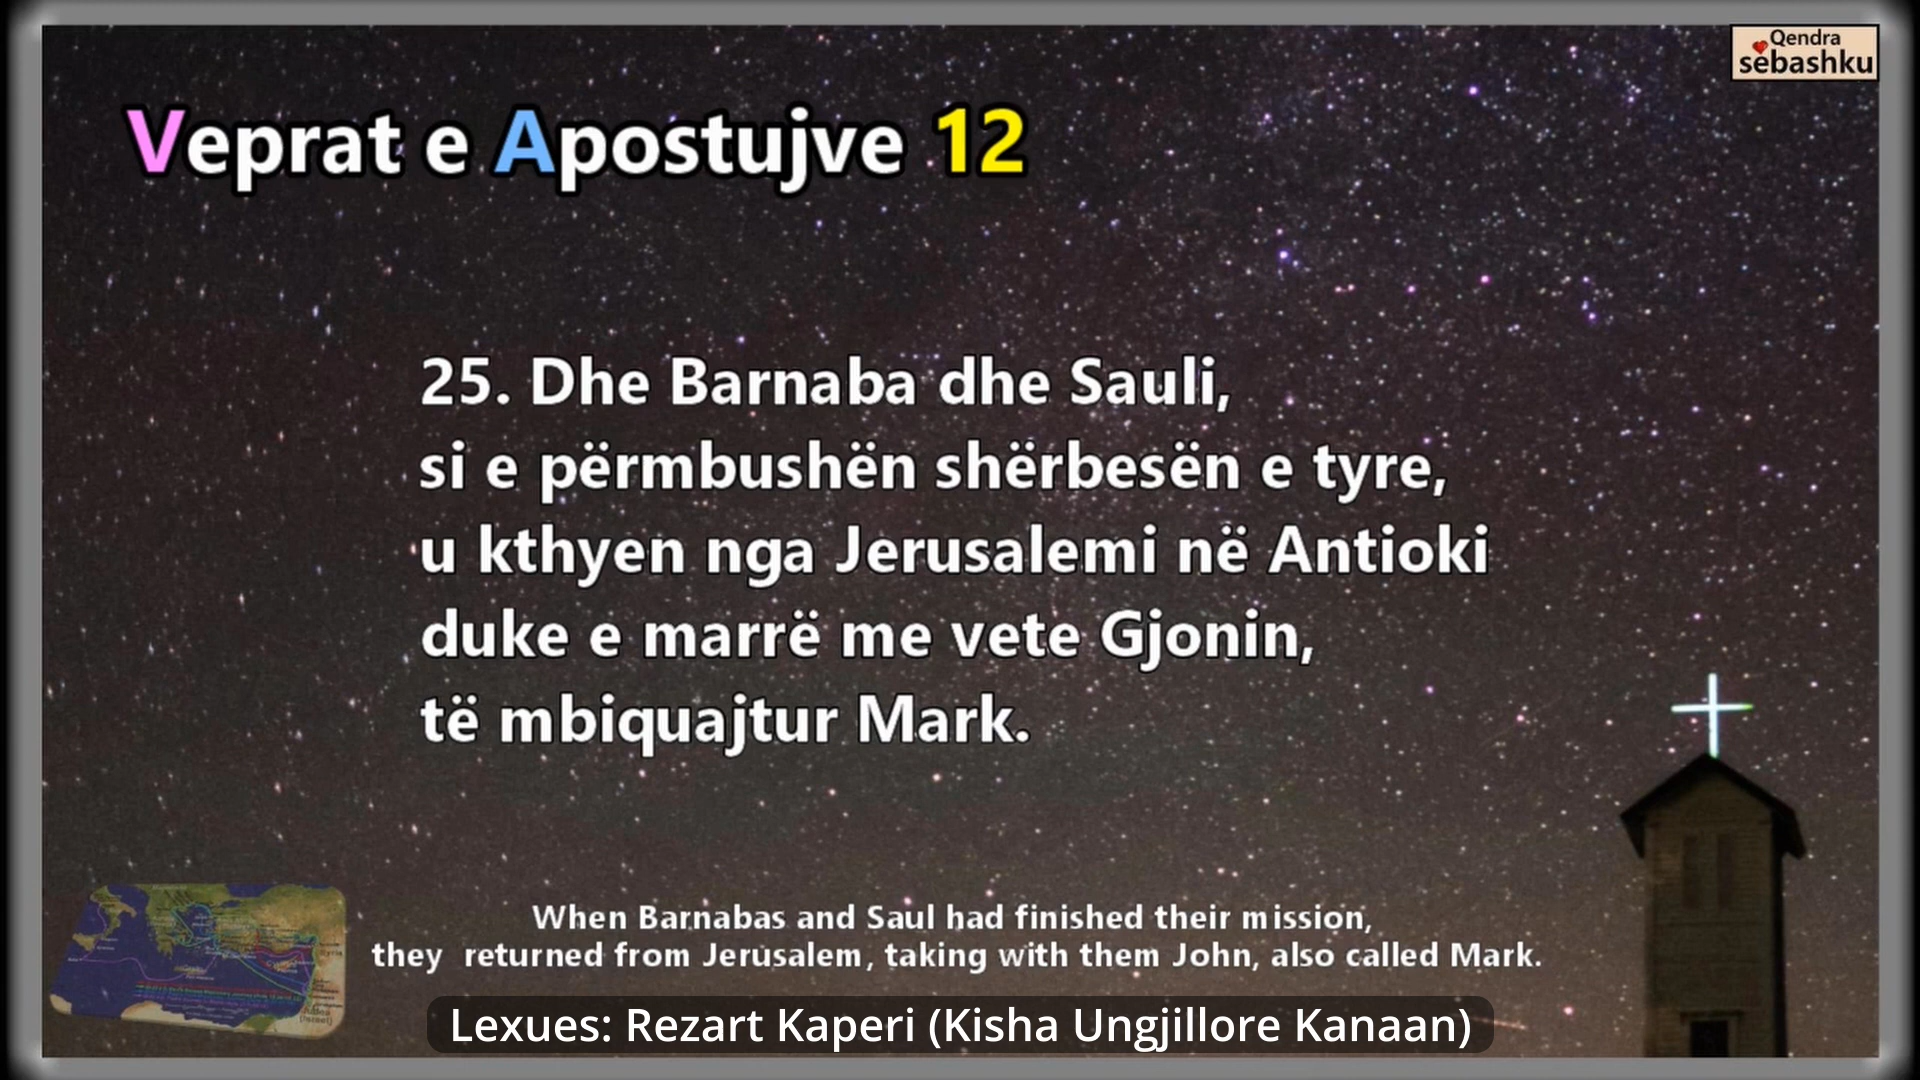 Qendra
sebashku
Veprat e Apostujve 12
25. Dhe Barnaba dhe Sauli,
si e përmbushën shërbesën e tyre,
u kthyen nga Jerusalemi në Antioki
duke e marrë me vete Gjonin,
të mbiquajtur Mark.
When Barnabas and Saul had finished their mission,
they returned from Jerusalem, taking with them John, also called Mark.
Lexues: Rezart Kaperi (Kisha Ungjillore Kanaan)